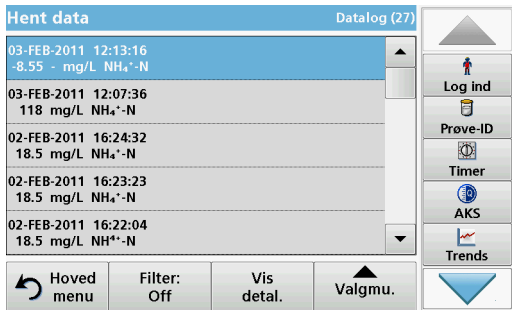 Hent data
Datalog (27)
03-FEB-2011 12:13:16
-8.55 - mg/L NH₄⁺-N
03-FEB-2011 12:07:36
118 mg/L NH₄⁺-N
02-FEB-2011 16:24:32
18.5 mg/L NH₄⁺-N
02-FEB-2011 16:23:23
18.5 mg/L NH₄⁺-N
02-FEB-2011 16:22:04
18.5 mg/L NH⁴⁺-N
Hoved
menu
Filter:
Off
Vis
detal.
Valgmu.
Log ind
Prøve-ID
Timer
AKS
Trends